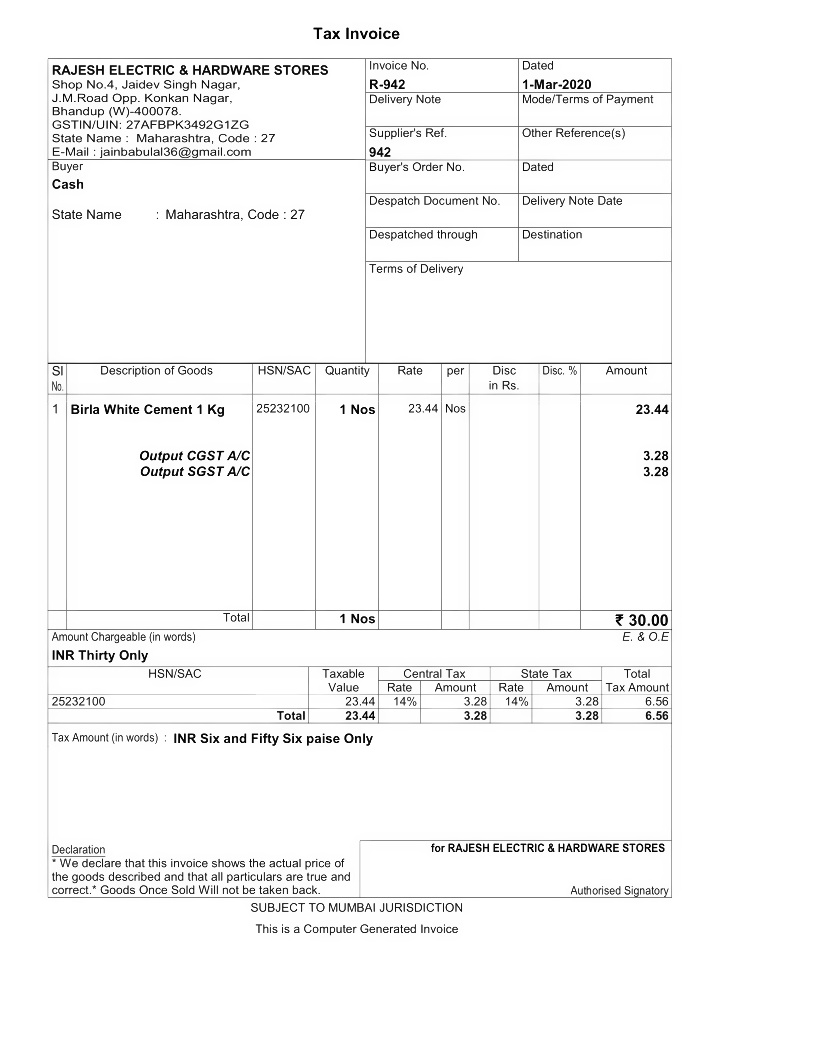 Tax Invoice
RAJESH ELECTRIC & HARDWARE STORES
Shop No.4, Jaidev Singh Nagar,
J.M.Road Opp. Konkan Nagar,
Bhandup (W)-400078.
GSTIN/UIN: 27AFBPK3492G1ZG
State Name : Maharashtra, Code : 27
E-Mail : jainbabulal36@gmail.com
Invoice No. Dated
R-942 1-Mar-2020
Delivery Note Mode/Terms of Payment
Supplier's Ref. Other Reference(s)
942
Buyer
Cash
State Name : Maharashtra, Code : 27
Buyer's Order No. Dated
Despatch Document No. Delivery Note Date
Despatched through Destination
Terms of Delivery
Sl Description of Goods HSN/SAC Quantity Rate per Disc Disc. % Amount
No. in Rs.
1 Birla White Cement 1 Kg 25232100 1 Nos 23.44 Nos 23.44
Output CGST A/C 3.28
Output SGST A/C 3.28
Total 1 Nos ₹ 30.00
Amount Chargeable (in words) E. & O.E
INR Thirty Only
HSN/SAC Taxable Central Tax State Tax Total
Value Rate Amount Rate Amount Tax Amount
25232100 23.44 14% 3.28 14% 3.28 6.56
Total 23.44 3.28 3.28 6.56
Tax Amount (in words) : INR Six and Fifty Six paise Only
Declaration
* We declare that this invoice shows the actual price of
the goods described and that all particulars are true and
correct.* Goods Once Sold Will not be taken back.
for RAJESH ELECTRIC & HARDWARE STORES
Authorised Signatory
SUBJECT TO MUMBAI JURISDICTION
This is a Computer Generated Invoice